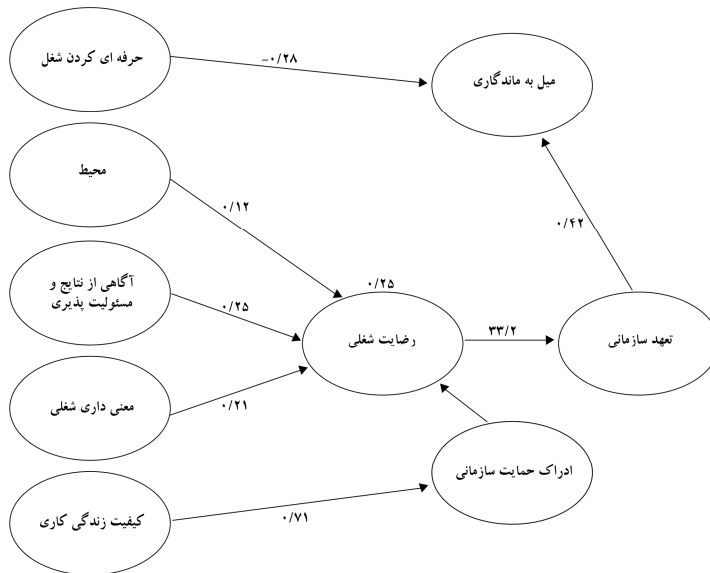 حرفه ای کردن شغل
-۰/۲۸
میل به ماندگاری
محیط
۰/۱۲
۰/۴۲
آگاهی از نتایج و
مسئولیت پذیری
۰/۲۵
۰/۲۵
رضایت شغلی
۳۳/۲
تعهد سازمانی
معنی داری شغلی
۰/۲۱
ادراک حمایت سازمانی
کیفیت زندگی کاری
۰/۷۱